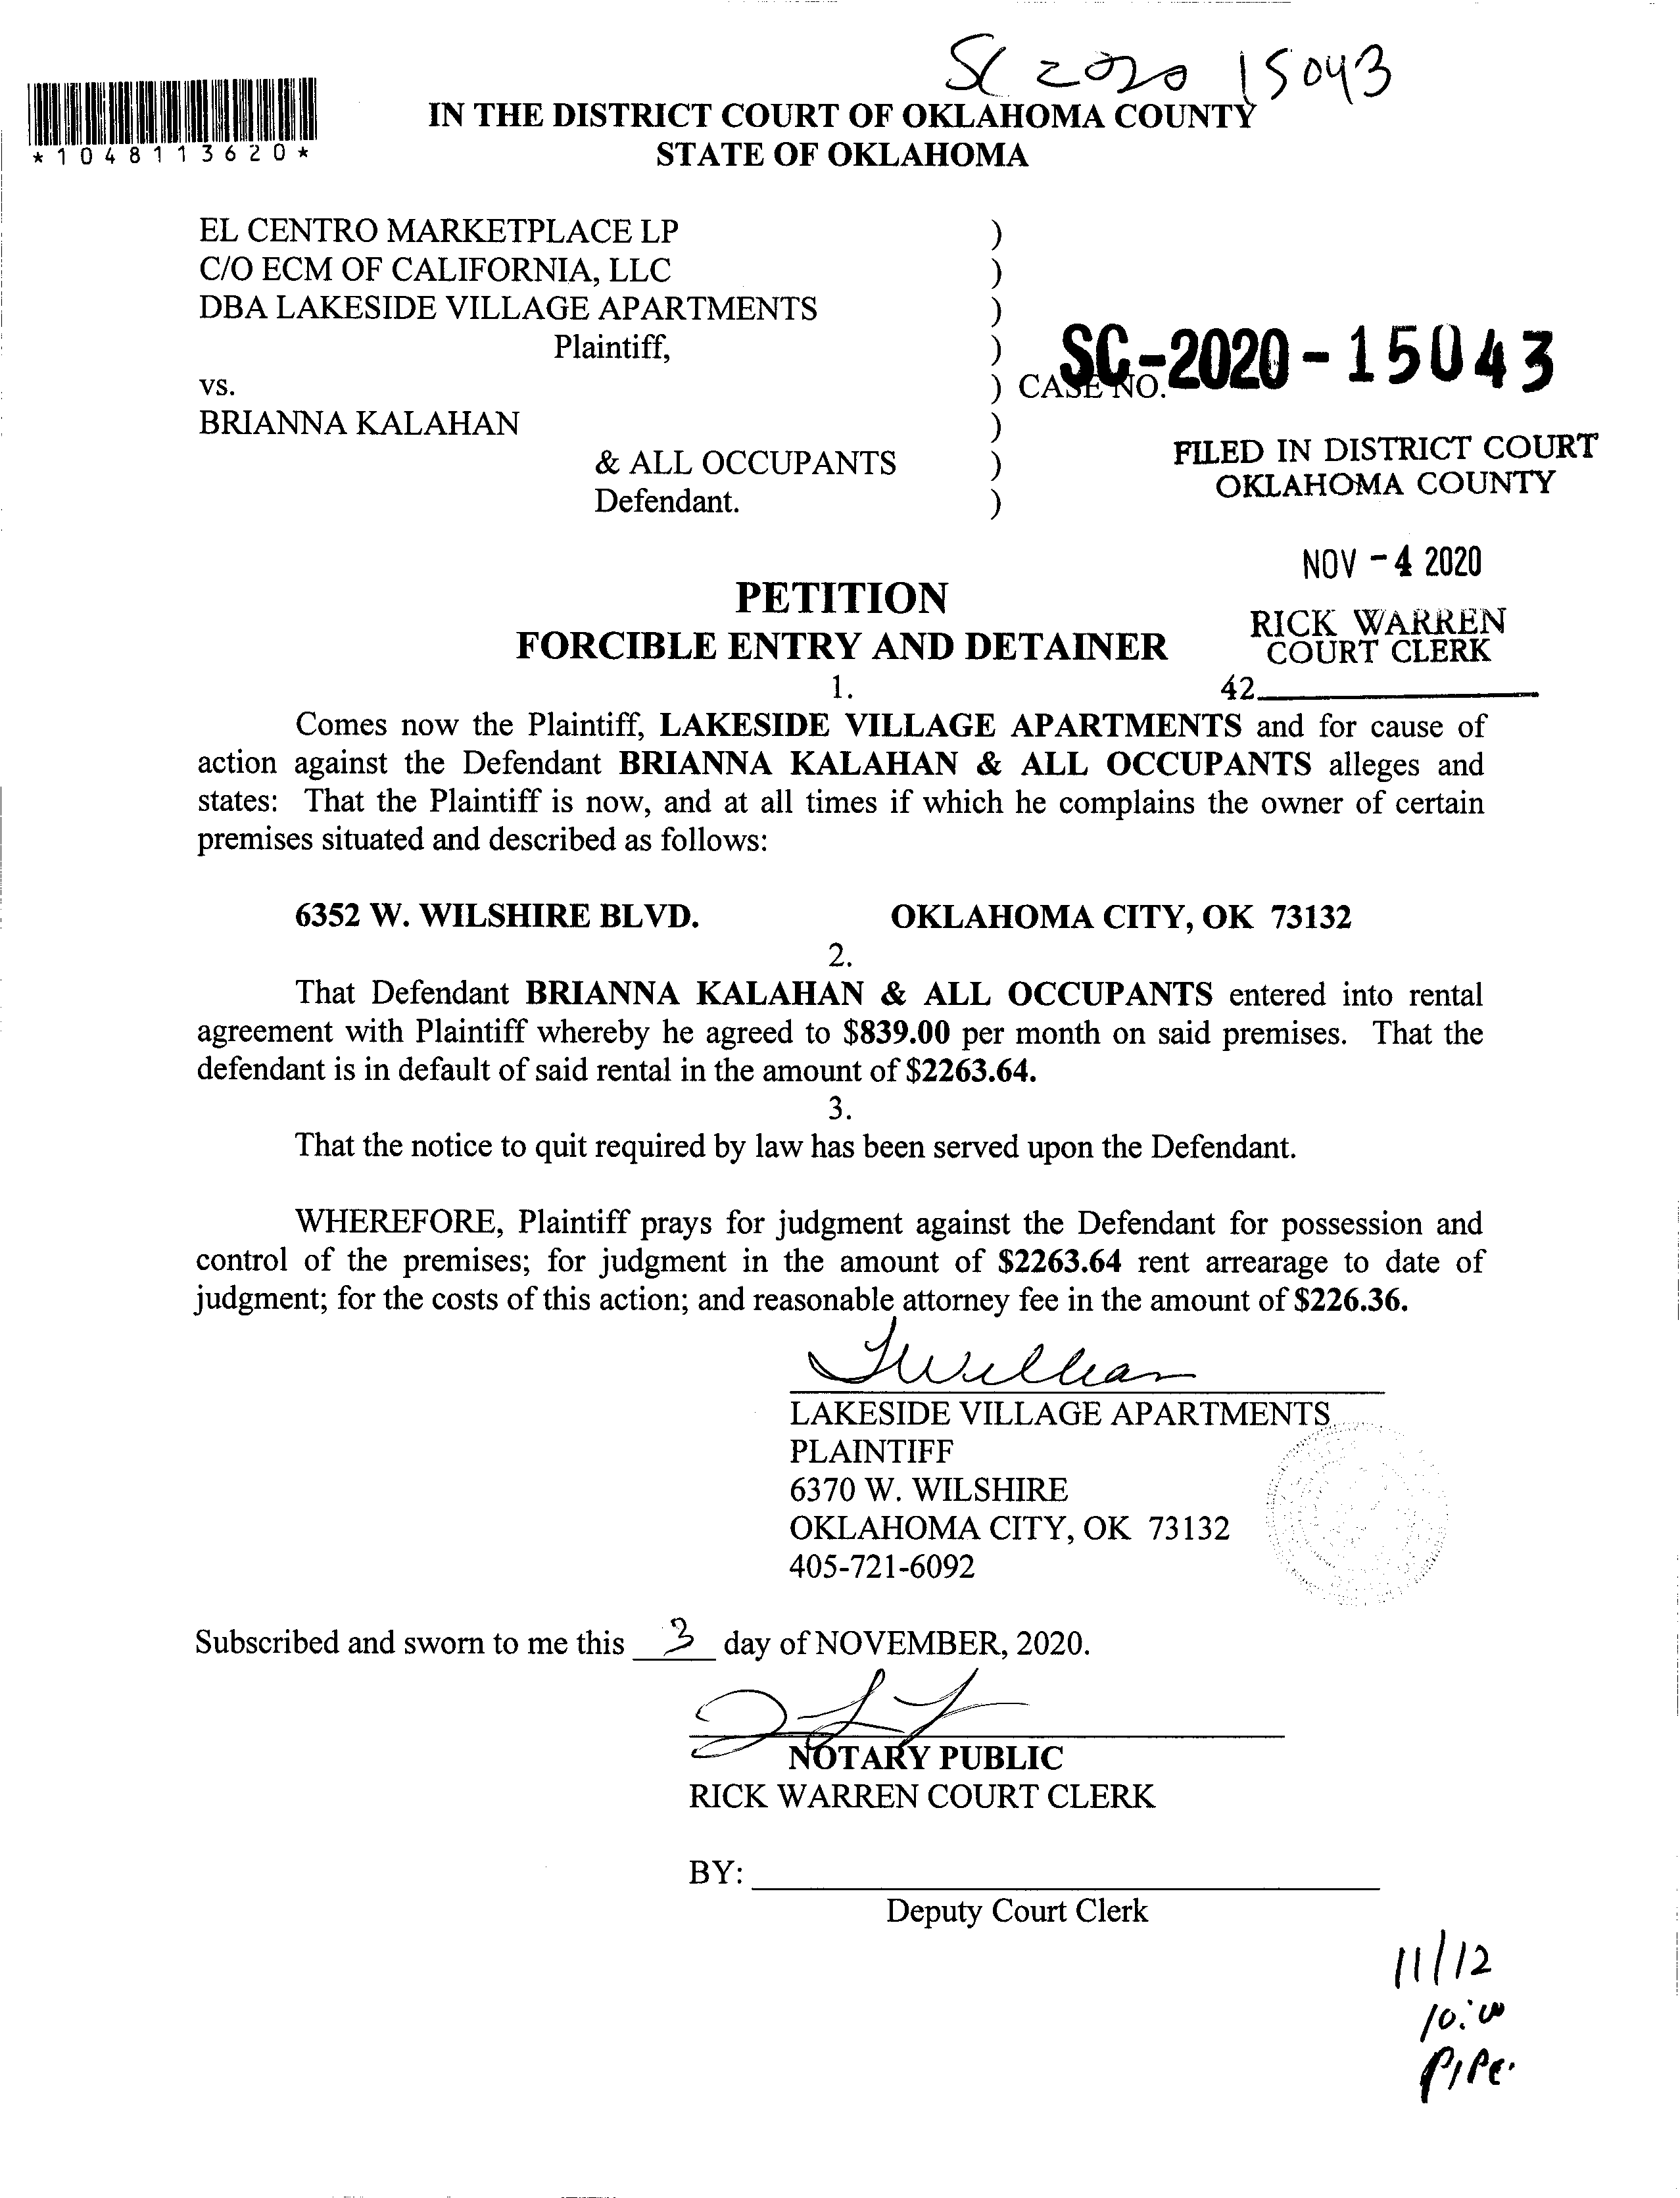 SC 2020 15043
*1048113620*
IN THE DISTRICT COURT OF OKLAHOMA COUNTY
STATE OF OKLAHOMA
EL CENTRO MARKETPLACE LP )
C/O ECM OF CALIFORNIA, LLC )
DBA LAKESIDE VILLAGE APARTMENTS )
Plaintiff, )
vs. ) CASE NO. SC-2020-15043
BRIANNA KALAHAN )
& ALL OCCUPANTS )
Defendant. )
FILED IN DISTRICT COURT
OKLAHOMA COUNTY
NOV -4 2020
RICK WARREN
COURT CLERK
42
PETITION
FORCIBLE ENTRY AND DETAINER
1.
Comes now the Plaintiff, LAKESIDE VILLAGE APARTMENTS and for cause of
action against the Defendant BRIANNA KALAHAN & ALL OCCUPANTS alleges and
states: That the Plaintiff is now, and at all times if which he complains the owner of certain
premises situated and described as follows:
6352 W. WILSHIRE BLVD. OKLAHOMA CITY, OK 73132
2.
That Defendant BRIANNA KALAHAN & ALL OCCUPANTS entered into rental
agreement with Plaintiff whereby he agreed to $839.00 per month on said premises. That the
defendant is in default of said rental in the amount of $2263.64.
3.
That the notice to quit required by law has been served upon the Defendant.
WHEREFORE, Plaintiff prays for judgment against the Defendant for possession and
control of the premises; for judgment in the amount of $2263.64 rent arrearage to date of
judgment; for the costs of this action; and reasonable attorney fee in the amount of $226.36.
LAKESIDE VILLAGE APARTMENTS
PLAINTIFF
6370 W. WILSHIRE
OKLAHOMA CITY, OK 73132
405-721-6092
Subscribed and sworn to me this 3 day of NOVEMBER, 2020.
NOTARY PUBLIC
RICK WARREN COURT CLERK
BY:
Deputy Court Clerk
11/12
10:00